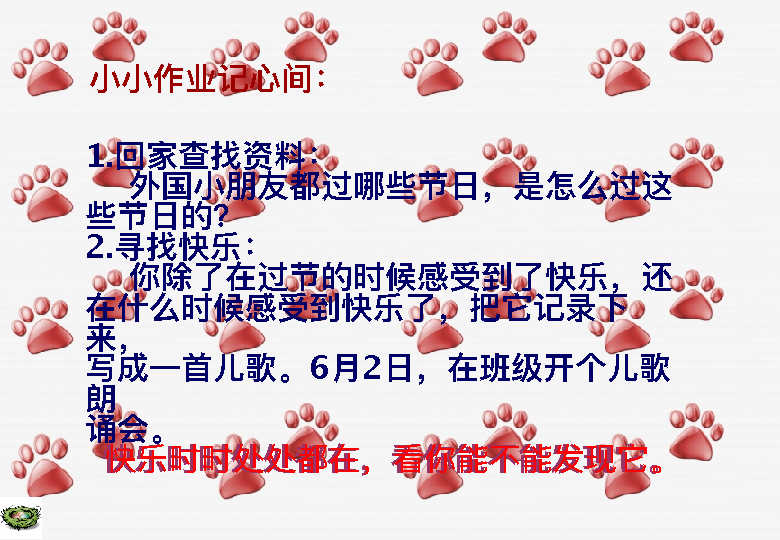 小小作业记心间：
1.回家查找资料：
外国小朋友都过哪些节日，是怎么过这
些节日的?
2.寻找快乐：
你除了在过节的时候感受到了快乐，还
在什么时候感受到快乐了，把它记录下
来，
写成一首儿歌。6月2日，在班级开个儿歌
朗
诵会。
快乐时时处处都在，看你能不能发现它。